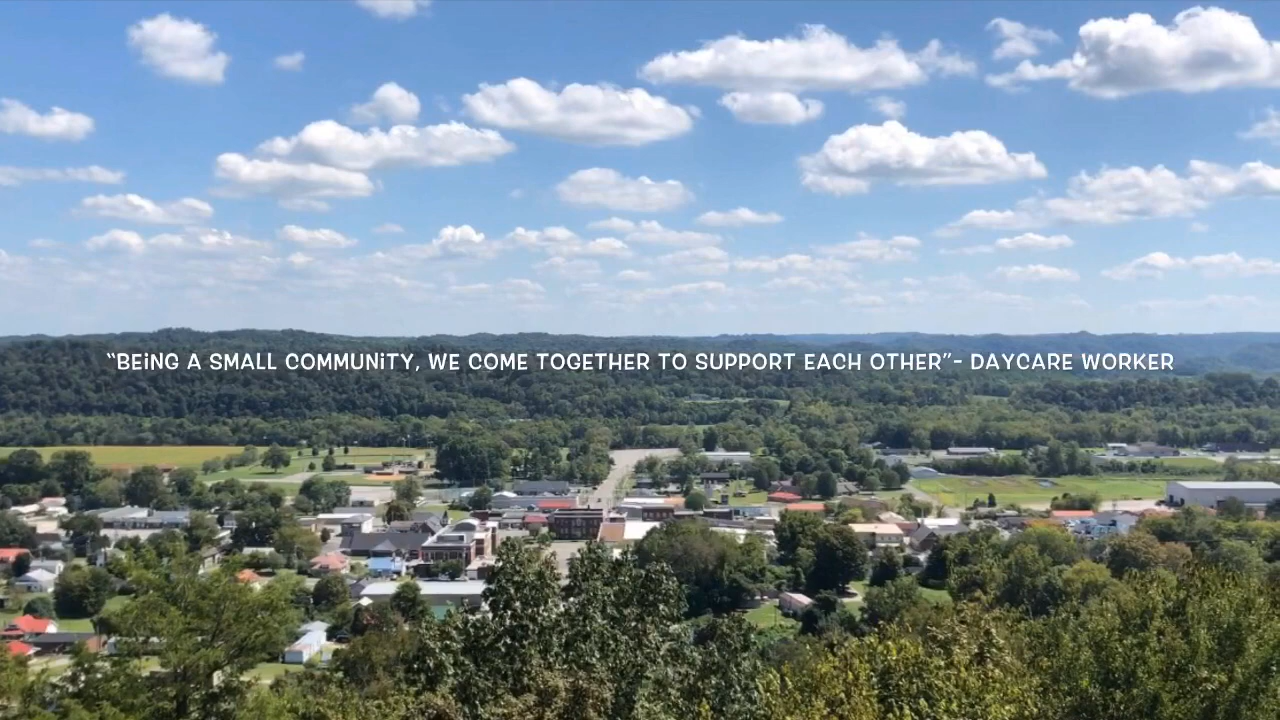 “BEiNG A SMALL COMMUNiTY, WE COME TOGETHER TO SUPPORT EACH OTHER”- DAYCARE WORKER